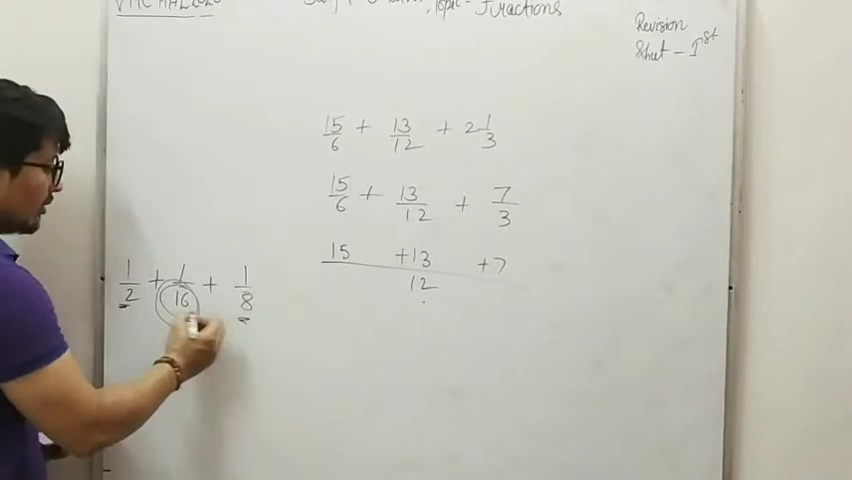 Topic - Fractions
Revision
Sheet - Iˢᵗ
15/6 + 13/12 + 2 1/3
15/6 + 13/12 + 7/3
15 +13 +7
12
1/2 + 1/16 + 1/8